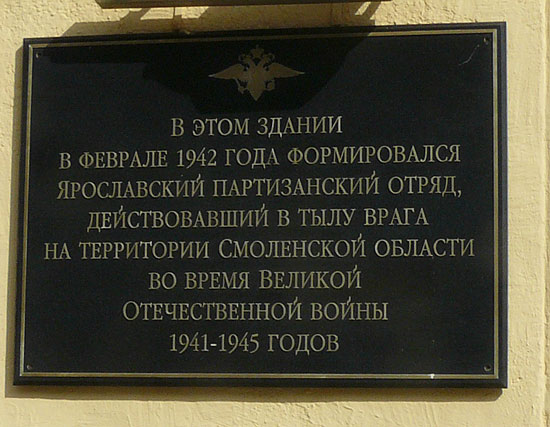 В ЭТОМ ЗДАНИИ
В ФЕВРАЛЕ 1942 ГОДА ФОРМИРОВАЛСЯ
ЯРОСЛАВСКИЙ ПАРТИЗАНСКИЙ ОТРЯД,
ДЕЙСТВОВАВШИЙ В ТЫЛУ ВРАГА
НА ТЕРРИТОРИИ СМОЛЕНСКОЙ ОБЛАСТИ
ВО ВРЕМЯ ВЕЛИКОЙ
ОТЕЧЕСТВЕННОЙ ВОЙНЫ
1941-1945 ГОДОВ